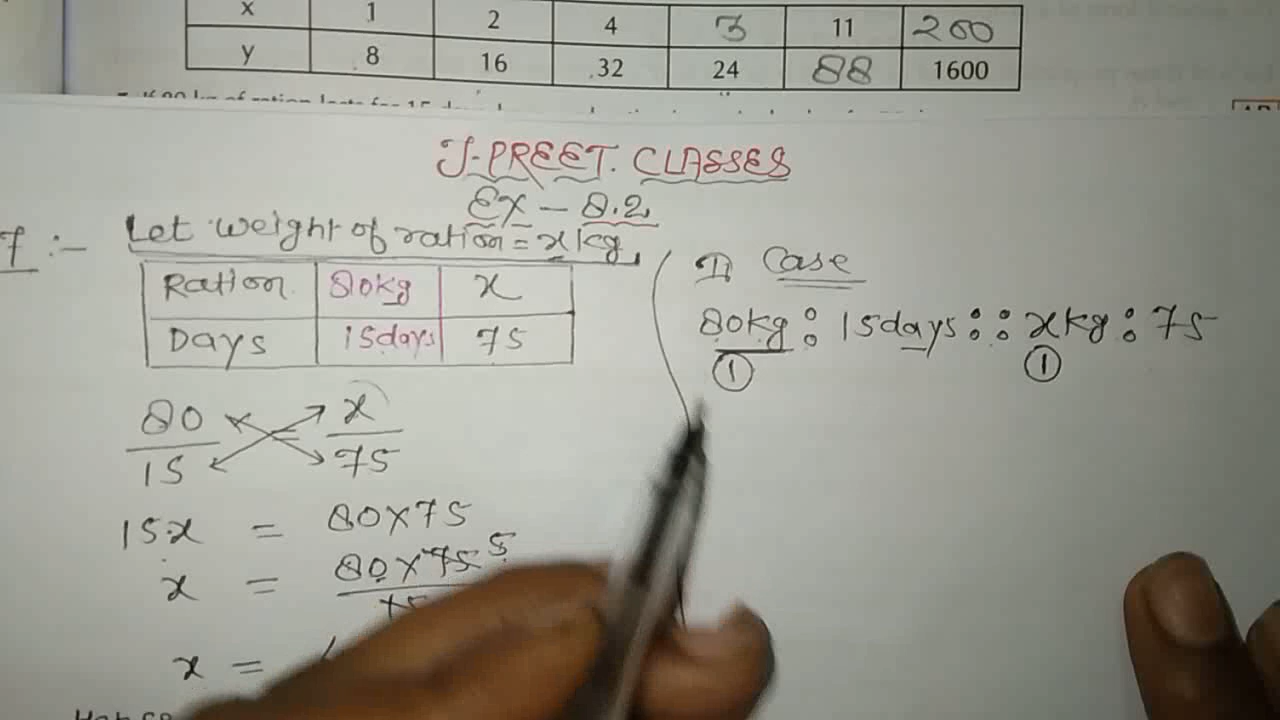 x 1 2 4 3 11 200
y 8 16 32 24 88 1600
J-PREET. CLASSES
Ex - 8.2
7 :- Let weight of ration = x kg
Ration 80kg x
Days 15days 75
80/15 = x/75
15x = 80×75
x = 80×75 5
x =
II Case
80kg : 15days :: xkg : 75
① ①